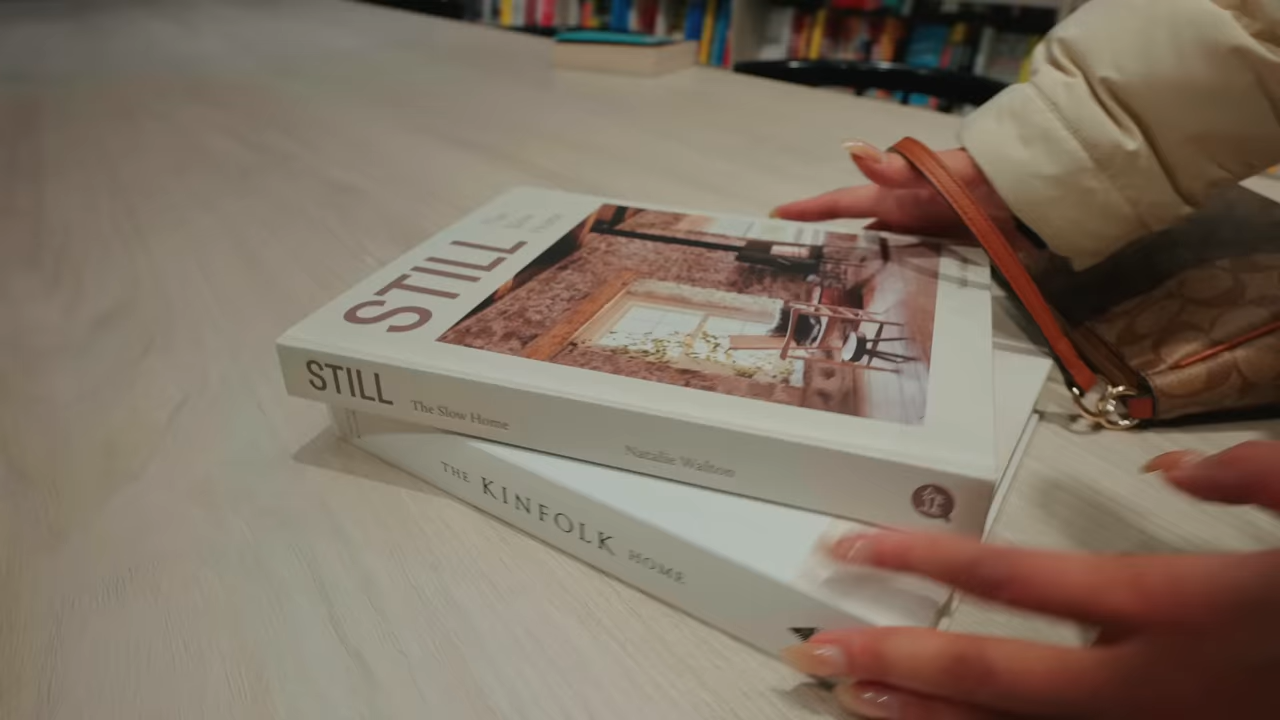 STILL
STILL
The Slow Home
Natalie Walton
THE KINFOLK HOME